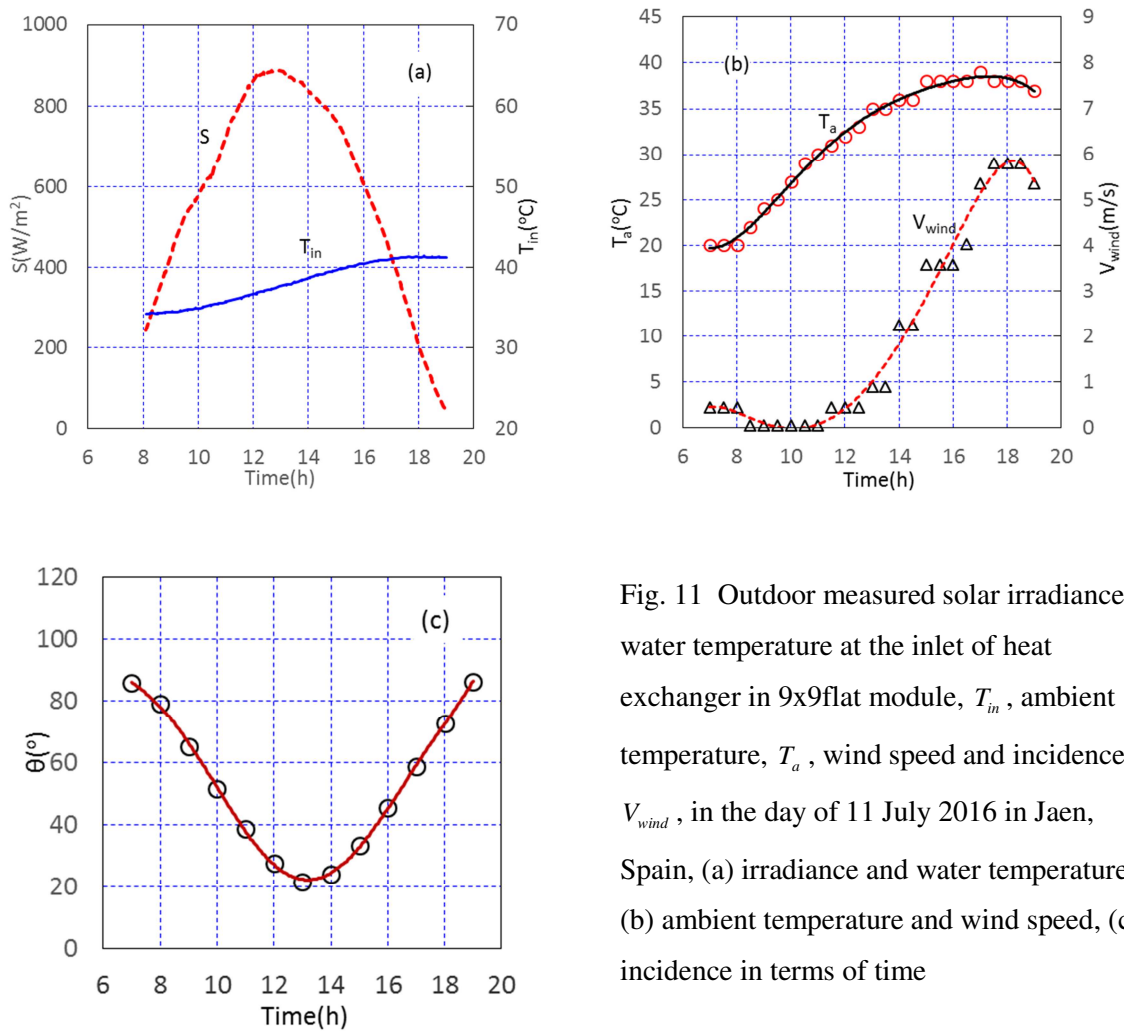 1000
800
600
400
200
0
S(W/m²)
70
60
50
40
30
20
T_in(°C)
(a)
S
T_in
6 8 10 12 14 16 18 20
Time(h)
45
40
35
30
25
20
15
10
5
0
T_a(°C)
9
8
7
6
5
4
3
2
1
0
V_wind(m/s)
(b)
T_a
V_wind
6 8 10 12 14 16 18 20
Time(h)
120
100
80
60
40
20
0
θ(°)
(c)
6 8 10 12 14 16 18 20
Time(h)
Fig. 11 Outdoor measured solar irradiance
water temperature at the inlet of heat
exchanger in 9x9flat module, T_in, ambient
temperature, T_a, wind speed and incidence
V_wind, in the day of 11 July 2016 in Jaen,
Spain, (a) irradiance and water temperature
(b) ambient temperature and wind speed, (c
incidence in terms of time